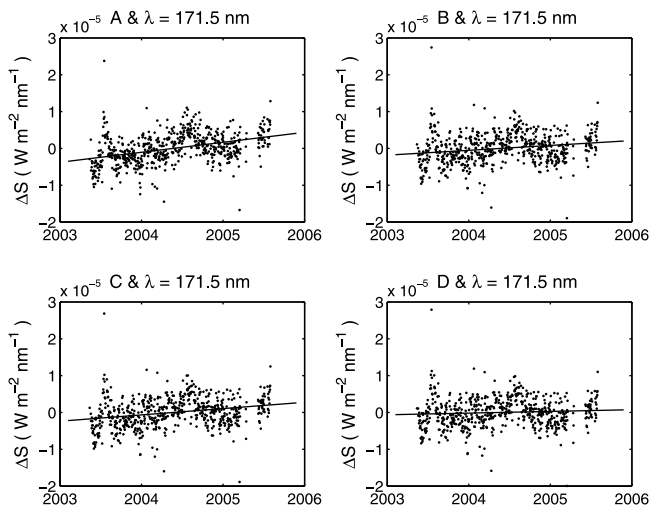 x 10⁻⁵ A & λ = 171.5 nm
3
2
1
0
−1
−2
ΔS ( W m⁻² nm⁻¹ )
2003 2004 2005 2006
x 10⁻⁵ B & λ = 171.5 nm
3
2
1
0
−1
−2
ΔS ( W m⁻² nm⁻¹ )
2003 2004 2005 2006
x 10⁻⁵ C & λ = 171.5 nm
3
2
1
0
−1
−2
ΔS ( W m⁻² nm⁻¹ )
2003 2004 2005 2006
x 10⁻⁵ D & λ = 171.5 nm
3
2
1
0
−1
−2
ΔS ( W m⁻² nm⁻¹ )
2003 2004 2005 2006